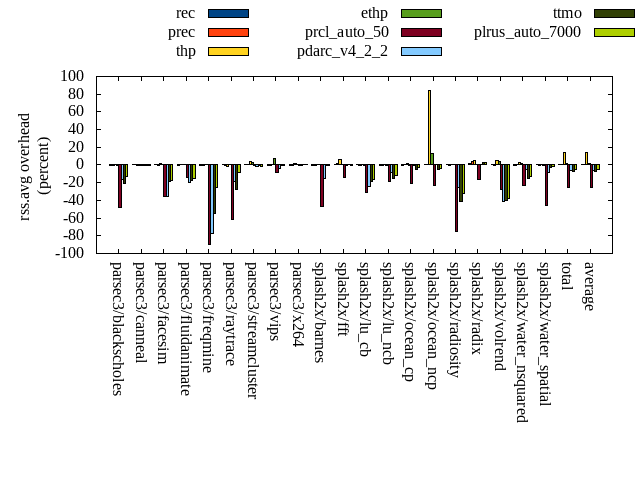 rec
prec
thp
ethp
prcl_auto_50
pdarc_v4_2_2
ttmo
plrus_auto_7000
rss.avg overhead
(percent)
100
80
60
40
20
0
-20
-40
-60
-80
-100
parsec3/blackscholes
parsec3/canneal
parsec3/facesim
parsec3/fluidanimate
parsec3/freqmine
parsec3/raytrace
parsec3/streamcluster
parsec3/vips
parsec3/x264
splash2x/barnes
splash2x/fft
splash2x/lu_cb
splash2x/lu_ncb
splash2x/ocean_cp
splash2x/ocean_ncp
splash2x/radiosity
splash2x/radix
splash2x/volrend
splash2x/water_nsquared
splash2x/water_spatial
total
average